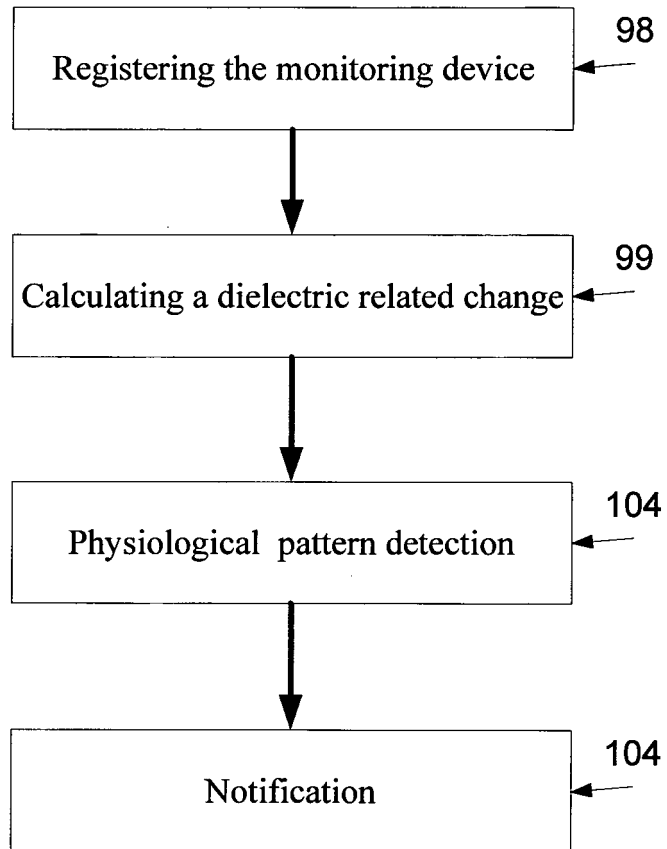 98
Registering the monitoring device
99
Calculating a dielectric related change
104
Physiological pattern detection
104
Notification